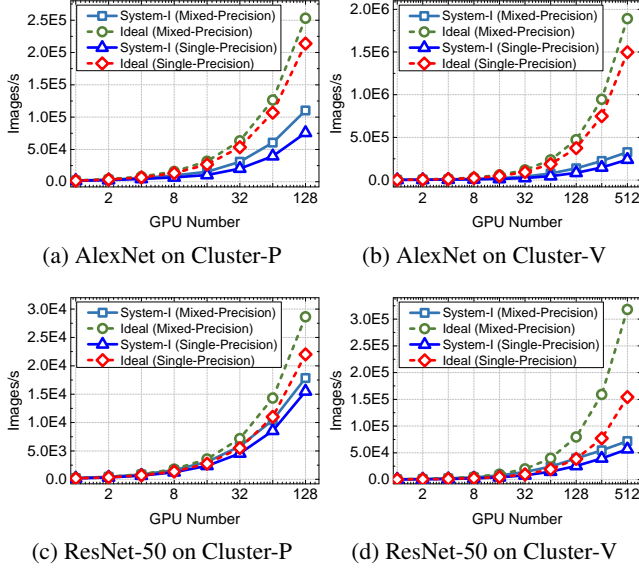 System-I (Mixed-Precision)
Ideal (Mixed-Precision)
System-I (Single-Precision)
Ideal (Single-Precision)
Images/s
2.5E5
2.0E5
1.5E5
1.0E5
5.0E4
0.0
2 8 32 128
GPU Number
(a) AlexNet on Cluster-P
System-I (Mixed-Precision)
Ideal (Mixed-Precision)
System-I (Single-Precision)
Ideal (Single-Precision)
Images/s
2.0E6
1.5E6
1.0E6
5.0E5
0.0
2 8 32 128 512
GPU Number
(b) AlexNet on Cluster-V
System-I (Mixed-Precision)
Ideal (Mixed-Precision)
System-I (Single-Precision)
Ideal (Single-Precision)
Images/s
3.0E4
2.5E4
2.0E4
1.5E4
1.0E4
5.0E3
0.0
2 8 32 128
GPU Number
(c) ResNet-50 on Cluster-P
System-I (Mixed-Precision)
Ideal (Mixed-Precision)
System-I (Single-Precision)
Ideal (Single-Precision)
Images/s
3.0E5
2.5E5
2.0E5
1.5E5
1.0E5
5.0E4
0.0
2 8 32 128 512
GPU Number
(d) ResNet-50 on Cluster-V